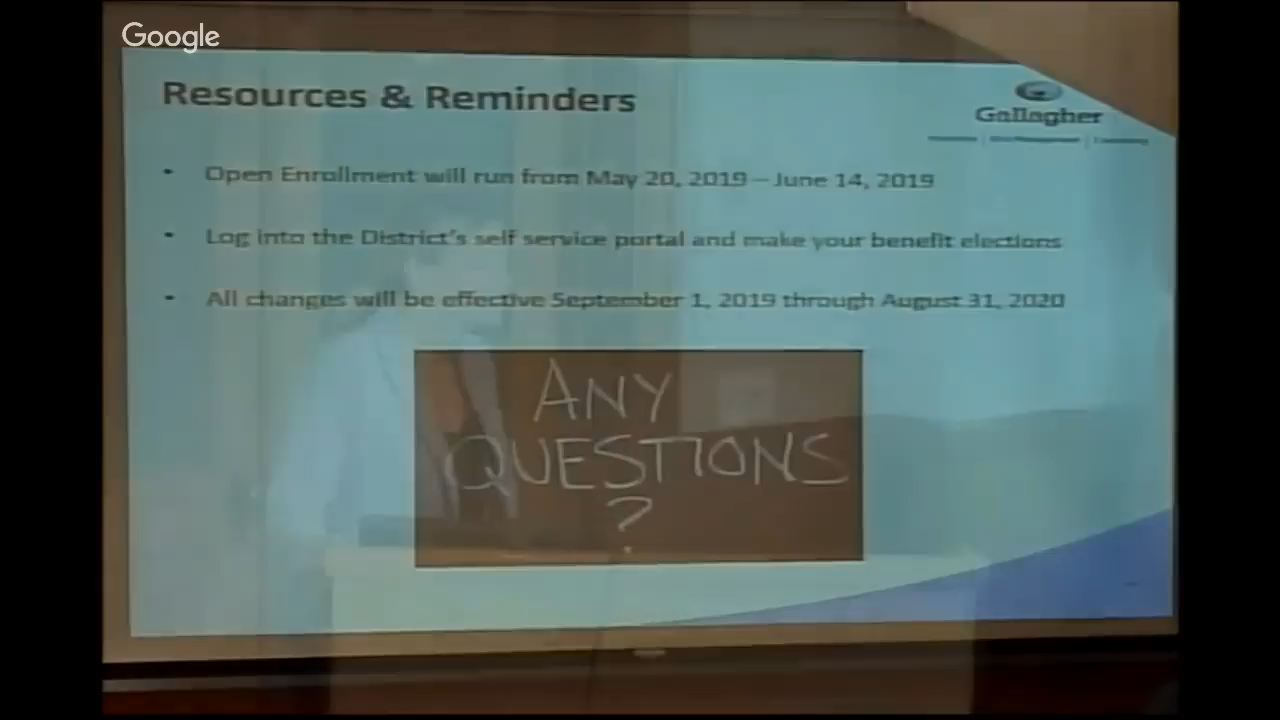 Google
Resources & Reminders
Gallagher
• Open Enrollment will run from May 20, 2019 – June 14, 2019
• Log into the District's self service portal and make your benefit elections
• All changes will be effective September 1, 2019 through August 31, 2020
ANY
QUESTIONS
?